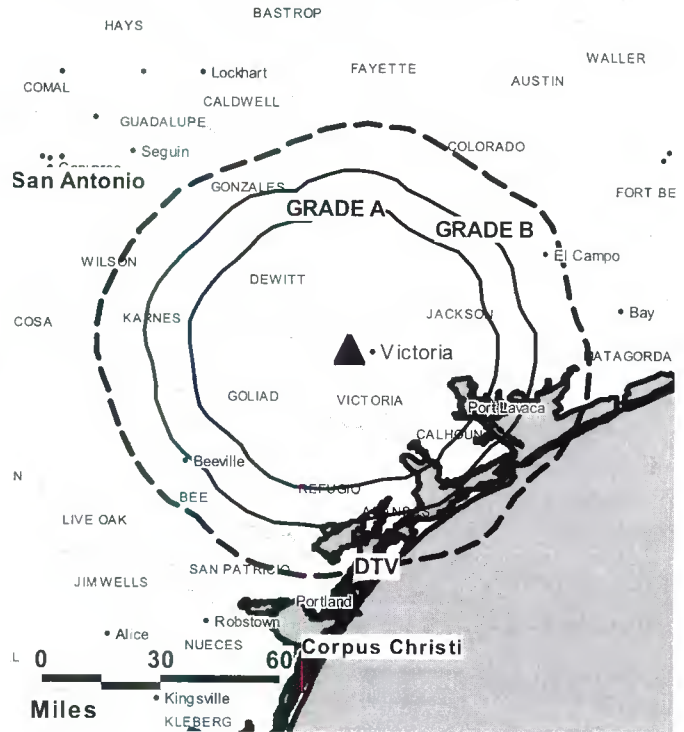 BASTROP
HAYS
WALLER
Lockhart
FAYETTE
AUSTIN
COMAL
CALDWELL
GUADALUPE
Seguin
COLORADO
San Antonio
GONZALES
FORT BE
GRADE A
GRADE B
El Campo
WILSON
DEWITT
COSA
KARNES
JACKSON
Bay
Victoria
ATAGORDA
GOLIAD
VICTORIA
Port Lavaca
CALHOUN
Beeville
N
BEE
REFUGIO
LIVE OAK
SAN PATRICIO
DTV
JIM WELLS
Portland
Robstown
Alice
NUECES
Corpus Christi
L
0 30 60
Kingsville
Miles
KLEBERG